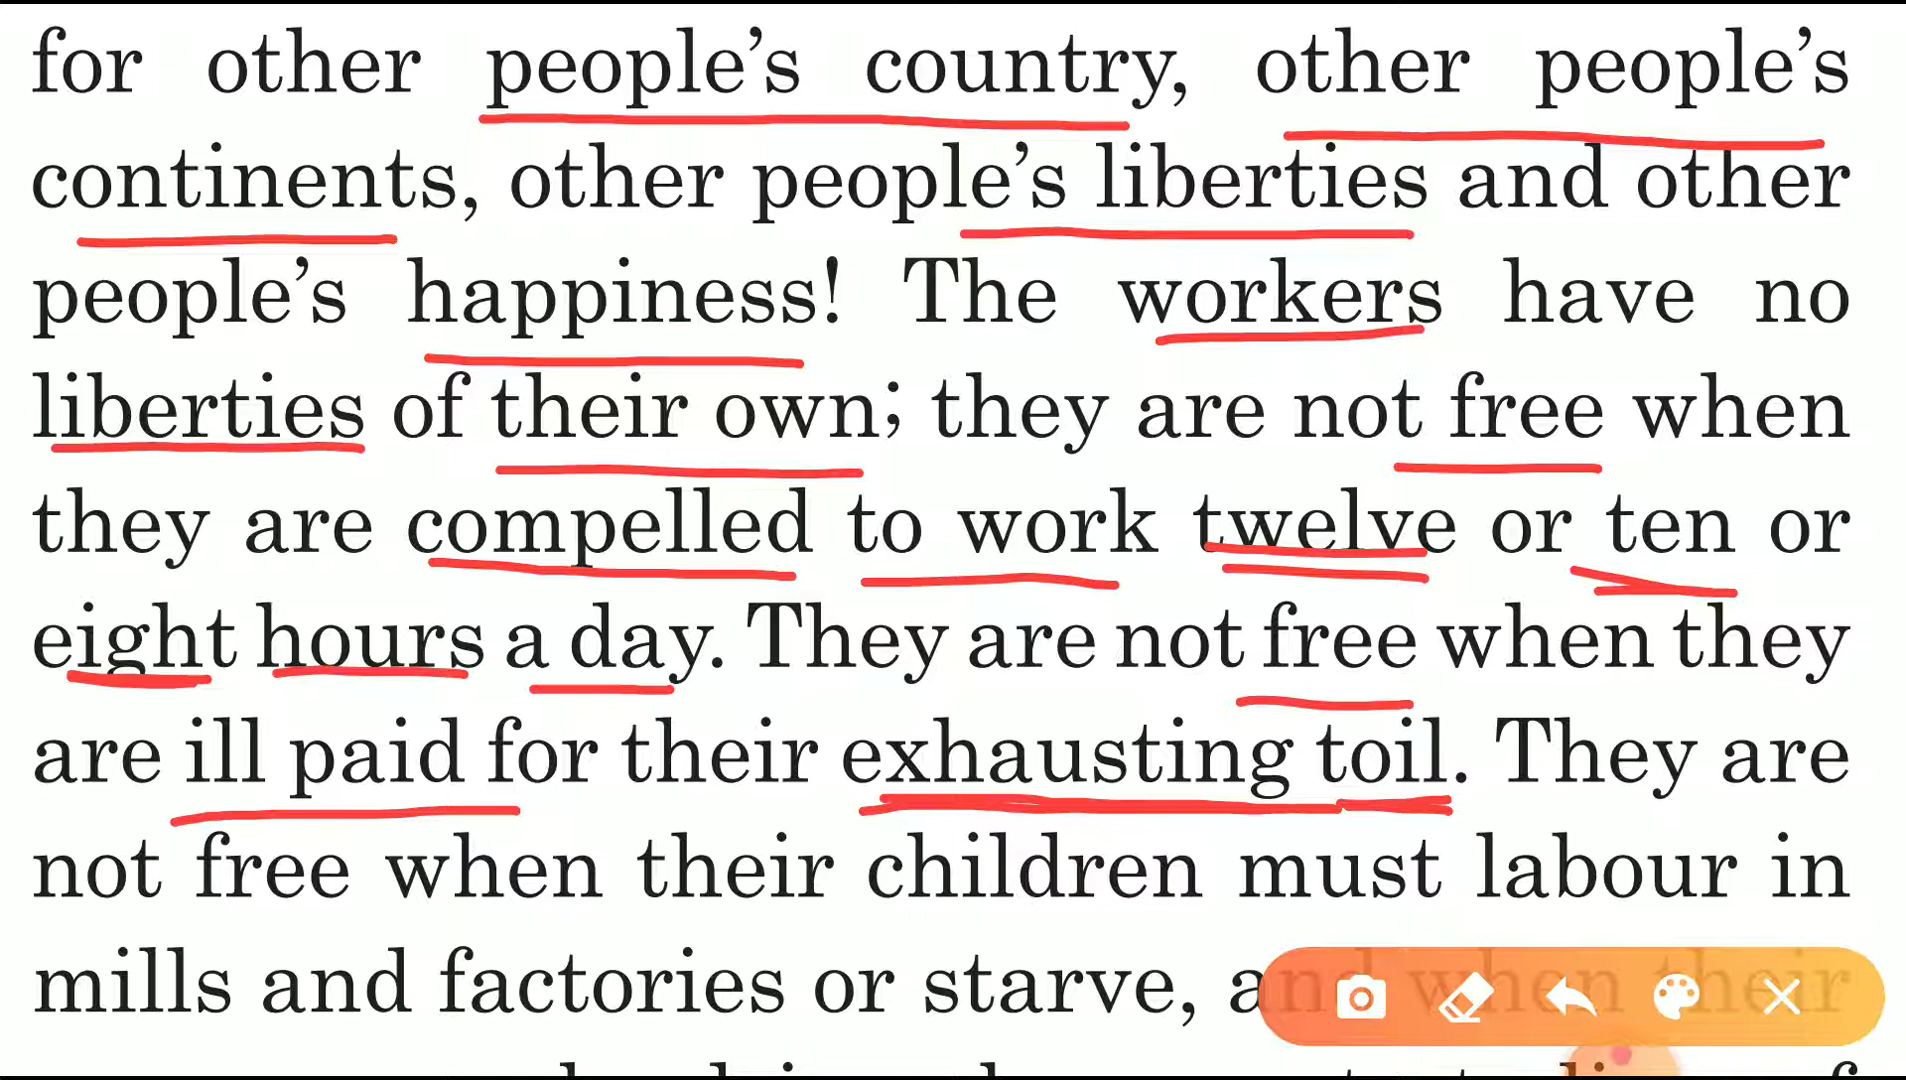 for other people’s country, other people’s
continents, other people’s liberties and other
people’s happiness! The workers have no
liberties of their own; they are not free when
they are compelled to work twelve or ten or
eight hours a day. They are not free when they
are ill paid for their exhausting toil. They are
not free when their children must labour in
mills and factories or starve, and when their